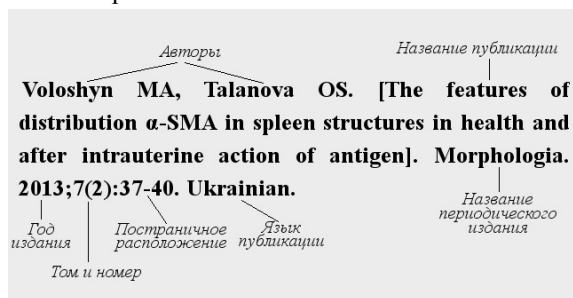 Авторы
Название публикации
Voloshyn MA, Talanova OS. [The features of
distribution α-SMA in spleen structures in health and
after intrauterine action of antigen]. Morphologia.
2013;7(2):37-40. Ukrainian.
Год
издания
Том и номер
Постраничное
расположение
Язык
публикации
Название
периодического
издания